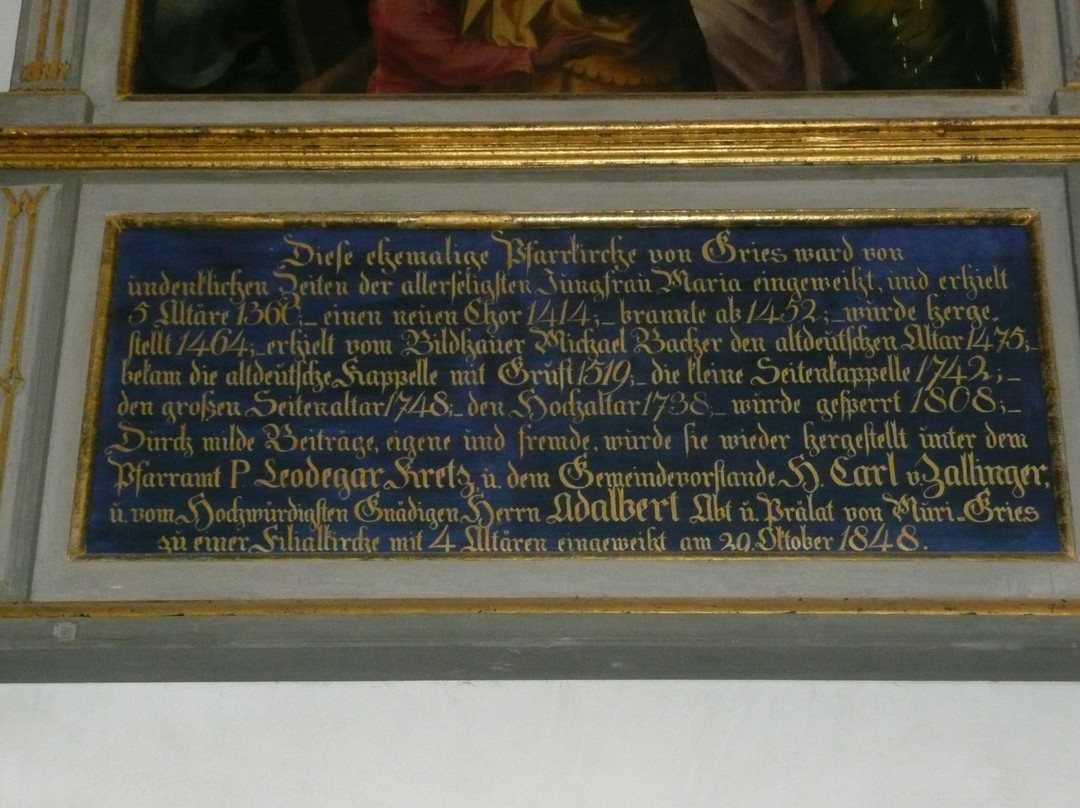 Diese ehemalige Pfarrkirche von Gries ward von
undenklichen Zeiten der allerseligsten Jungfrau Maria eingeweiht, und erhielt
5 Altäre 1366;_ einen neuen Chor 1414;_ brannte ab 1452;_ wurde herge-
stellt 1464;_ erhielt vom Bildhauer Michael Bacher den altdeutschen Altar 1475;_
bekam die altdeutsche Kappelle mit Gruft 1519;_ die kleine Seitenkappelle 1742;_
den großen Seitenaltar 1748;_ den Hochaltar 1738;_ wurde gesperrt 1808;_
Durch milde Beiträge, eigene und fremde, wurde sie wieder hergestellt unter dem
Pfarramt P. Leodegar Kretz, u. dem Gemeindevorstande H. Carl v. Zallinger,
u. vom Hochwürdigsten Gnädigen Herrn Adalbert Abt u. Prälat von Muri-Gries
zu einer Filialkirche mit 4 Altären eingeweiht am 29. Oktober 1848.